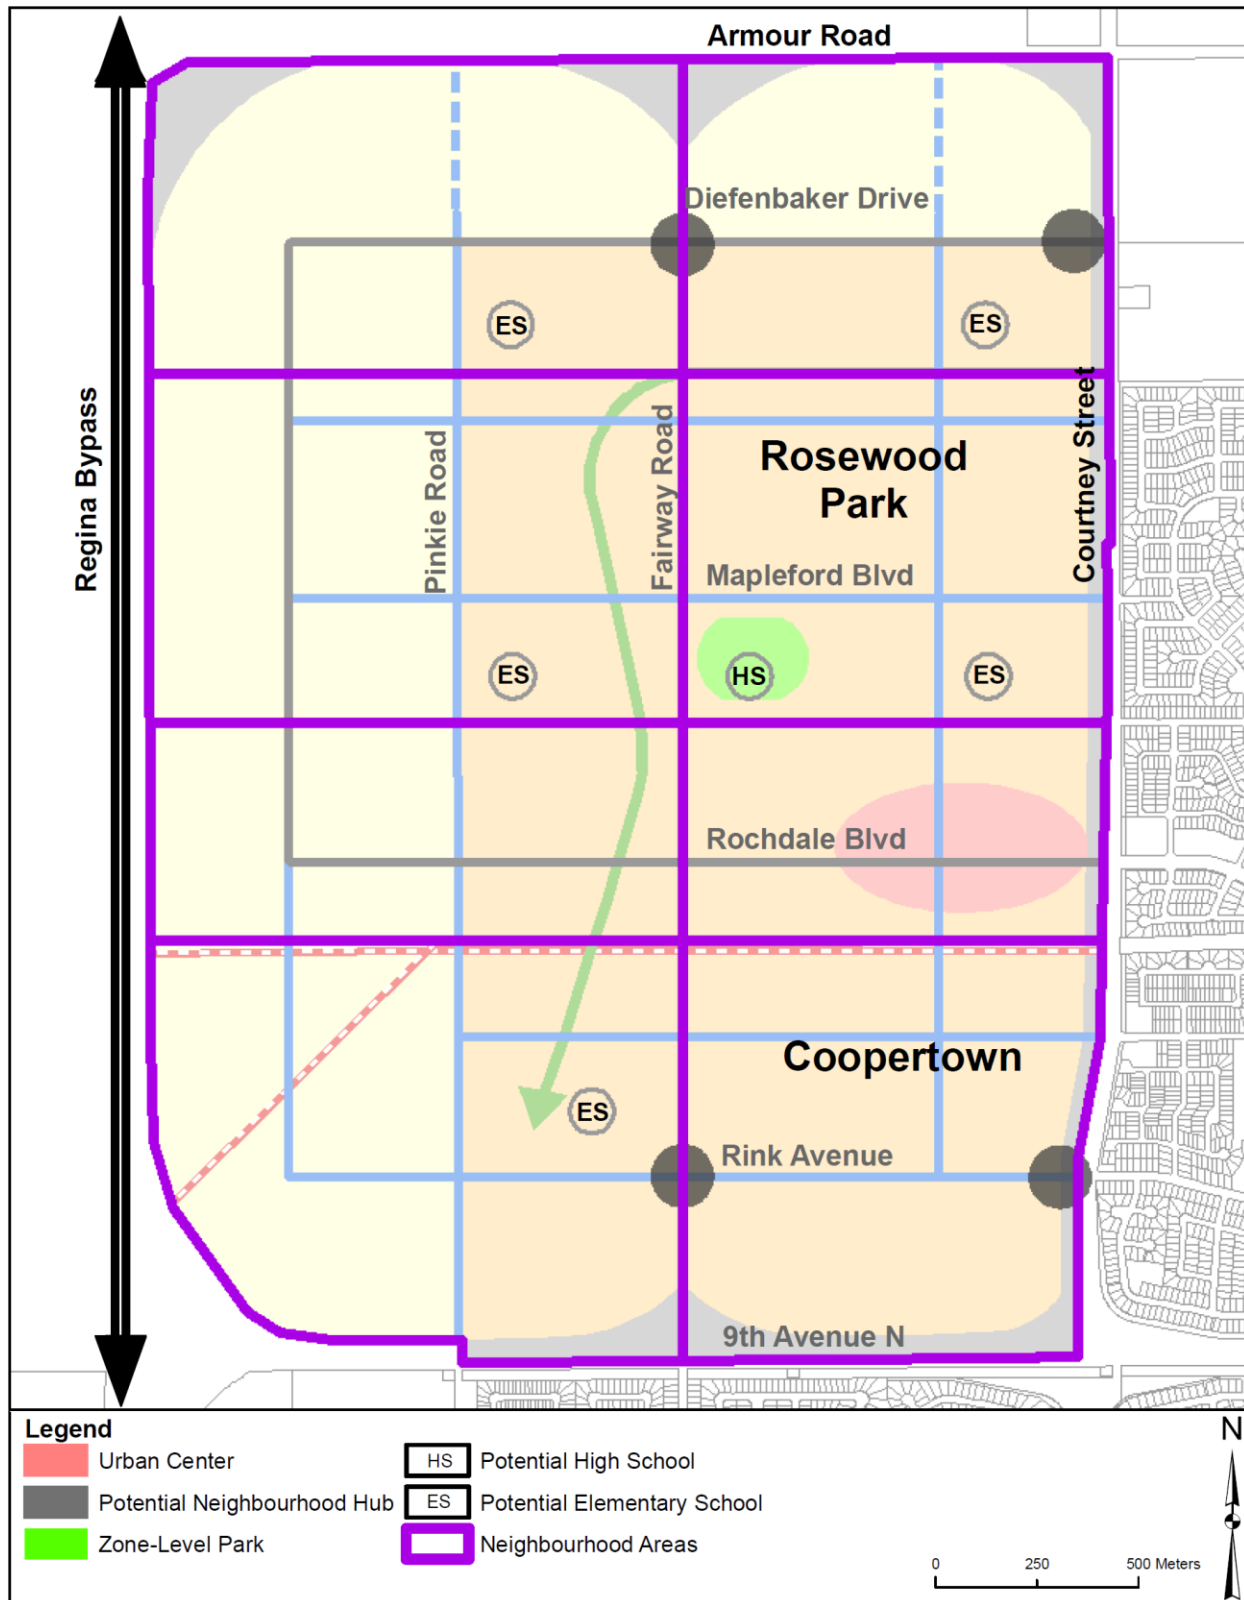 Armour Road
Diefenbaker Drive
ES
ES
Regina Bypass
Pinkie Road
Fairway Road
Courtney Street
Rosewood
Park
Mapleford Blvd
ES
HS
ES
Rochdale Blvd
Coopertown
ES
Rink Avenue
9th Avenue N
Legend
Urban Center
Potential Neighbourhood Hub
Zone-Level Park
HS
Potential High School
ES
Potential Elementary School
Neighbourhood Areas
0 250 500 Meters
N